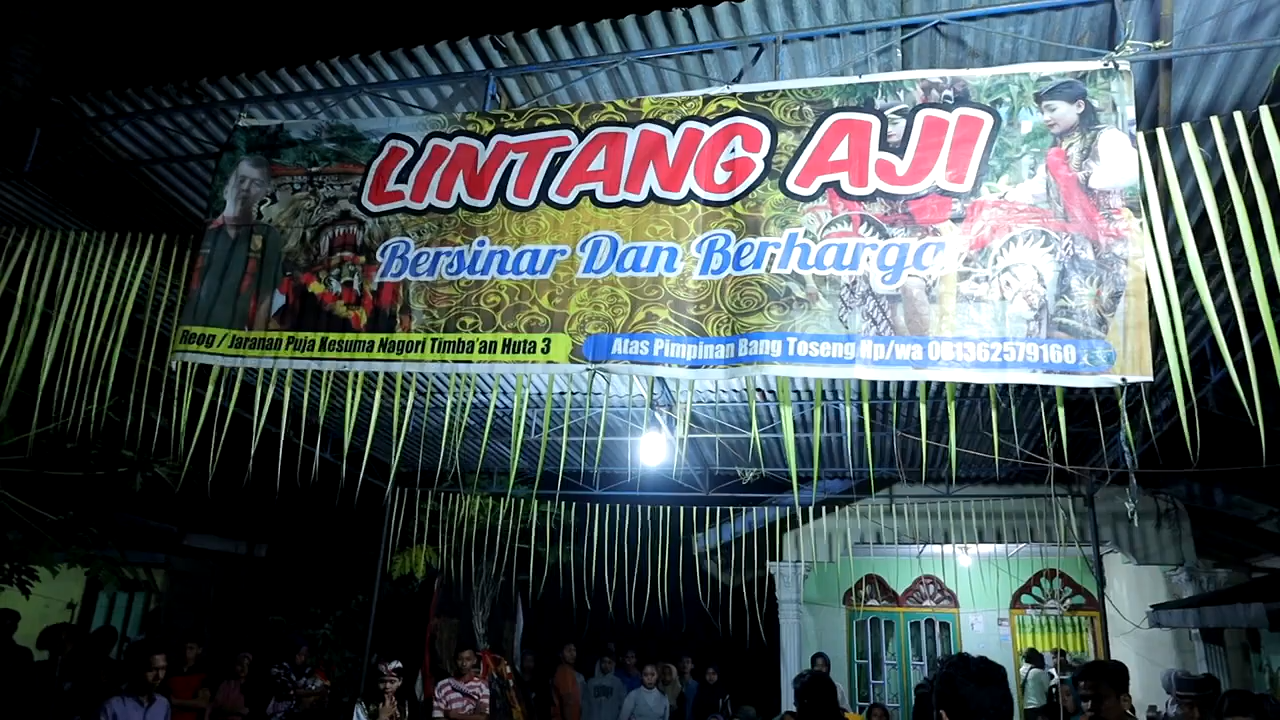 LINTANG AJI
Bersinar Dan Berharga
Reog / Jaranan Puja Kesuma Nagori Timba'an Huta 3
Atas Pimpinan Bang Toseng Hp/wa 081362579160